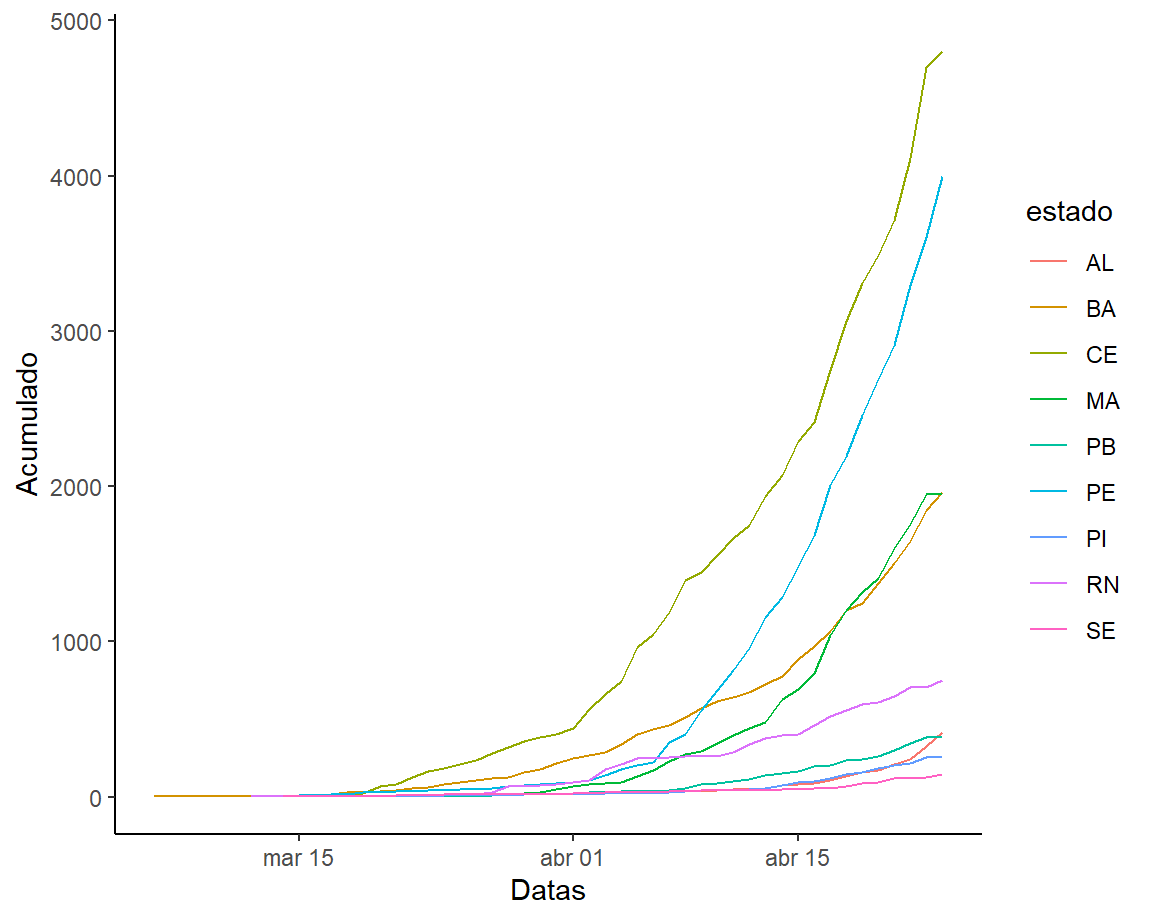 5000
4000
3000
2000
1000
0
Acumulado
mar 15
abr 01
abr 15
Datas
estado
AL
BA
CE
MA
PB
PE
PI
RN
SE